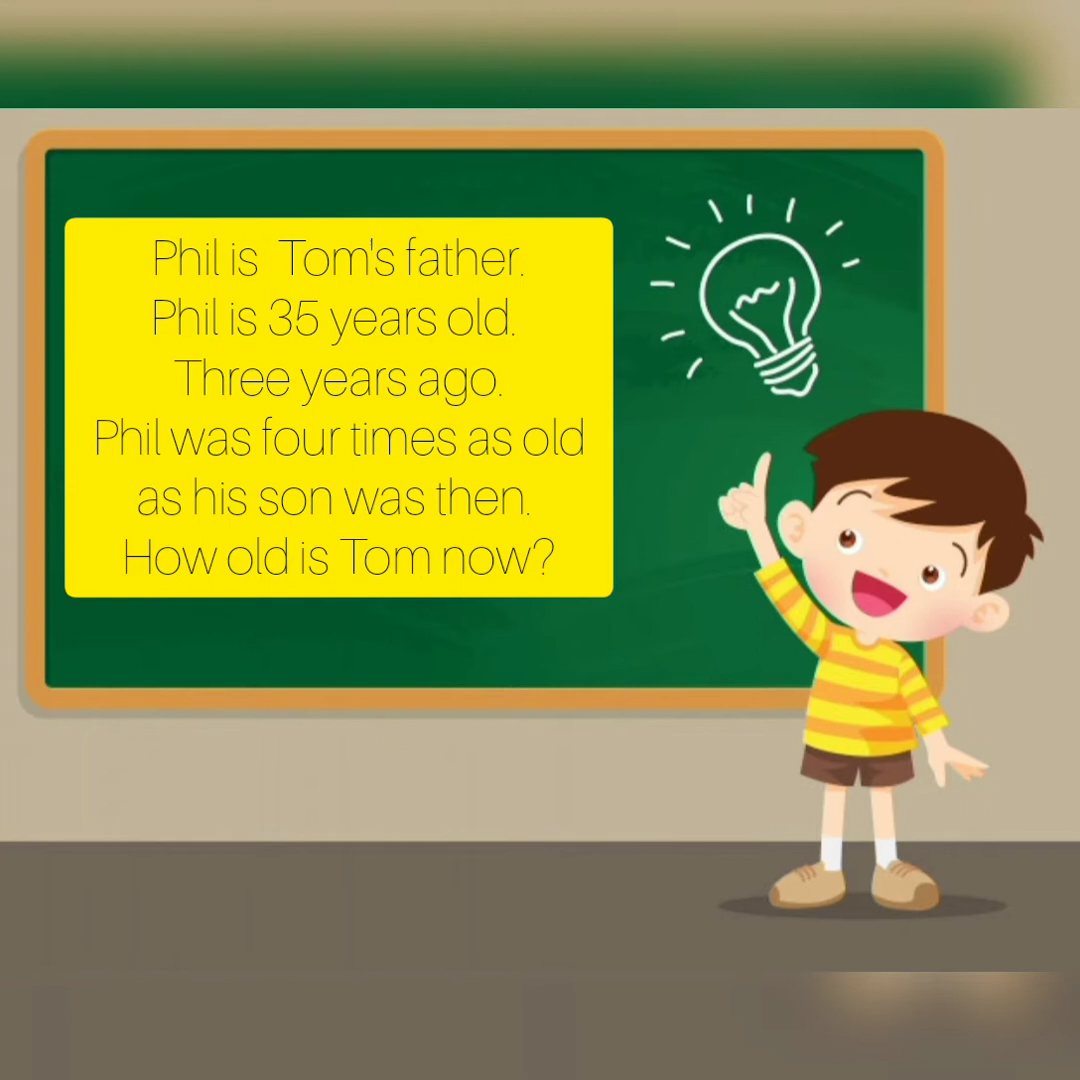 Phil is Tom's father.
Phil is 35 years old.
Three years ago.
Phil was four times as old
as his son was then.
How old is Tom now?